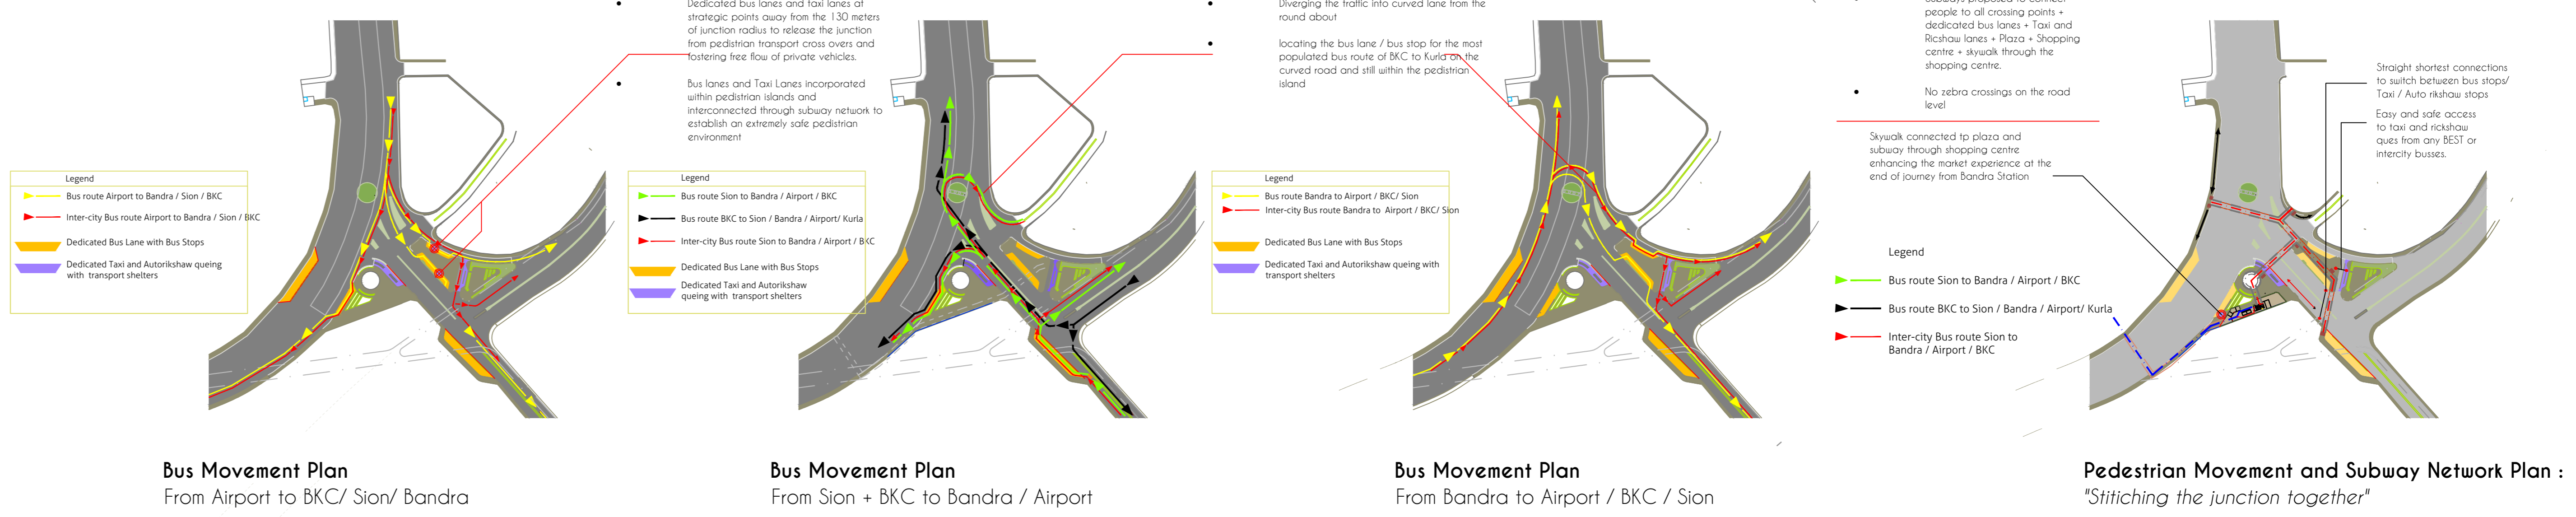 Dedicated bus lanes and taxi lanes at
strategic points away from the 130 meters
of junction radius to release the junction
from pedistrian transport cross overs and
fostering free flow of private vehicles.
Bus lanes and Taxi Lanes incorporated
within pedistrian islands and
interconnected through subway network to
establish an extremely safe pedistrian
environment
Legend
Bus route Airport to Bandra / Sion / BKC
Inter-city Bus route Airport to Bandra / Sion / BKC
Dedicated Bus Lane with Bus Stops
Dedicated Taxi and Autorikshaw queing
with transport shelters
Bus Movement Plan
From Airport to BKC/ Sion/ Bandra
Legend
Bus route Sion to Bandra / Airport / BKC
Bus route BKC to Sion / Bandra / Airport/ Kurla
Inter-city Bus route Sion to Bandra / Airport / BKC
Dedicated Bus Lane with Bus Stops
Dedicated Taxi and Autorikshaw
queing with transport shelters
Bus Movement Plan
From Sion + BKC to Bandra / Airport
Diverging the traffic into curved lane from the
round about
locating the bus lane / bus stop for the most
populated bus route of BKC to Kurla on the
curved road and still within the pedistrian
island
Legend
Bus route Bandra to Airport / BKC/ Sion
Inter-city Bus route Bandra to Airport / BKC/ Sion
Dedicated Bus Lane with Bus Stops
Dedicated Taxi and Autorikshaw queing with
transport shelters
Bus Movement Plan
From Bandra to Airport / BKC / Sion
Subways proposed to connect
people to all crossing points +
dedicated bus lanes + Taxi and
Ricshaw lanes + Plaza + Shopping
centre + skywalk through the
shopping centre.
No zebra crossings on the road
level
Skywalk connected tp plaza and
subway through shopping centre
enhancing the market experience at the
end of journey from Bandra Station
Straight shortest connections
to switch between bus stops/
Taxi / Auto rikshaw stops
Easy and safe access
to taxi and rickshaw
ques from any BEST or
intercity busses.
Legend
Bus route Sion to Bandra / Airport / BKC
Bus route BKC to Sion / Bandra / Airport/ Kurla
Inter-city Bus route Sion to
Bandra / Airport / BKC
Pedestrian Movement and Subway Network Plan :
"Stitiching the junction together"